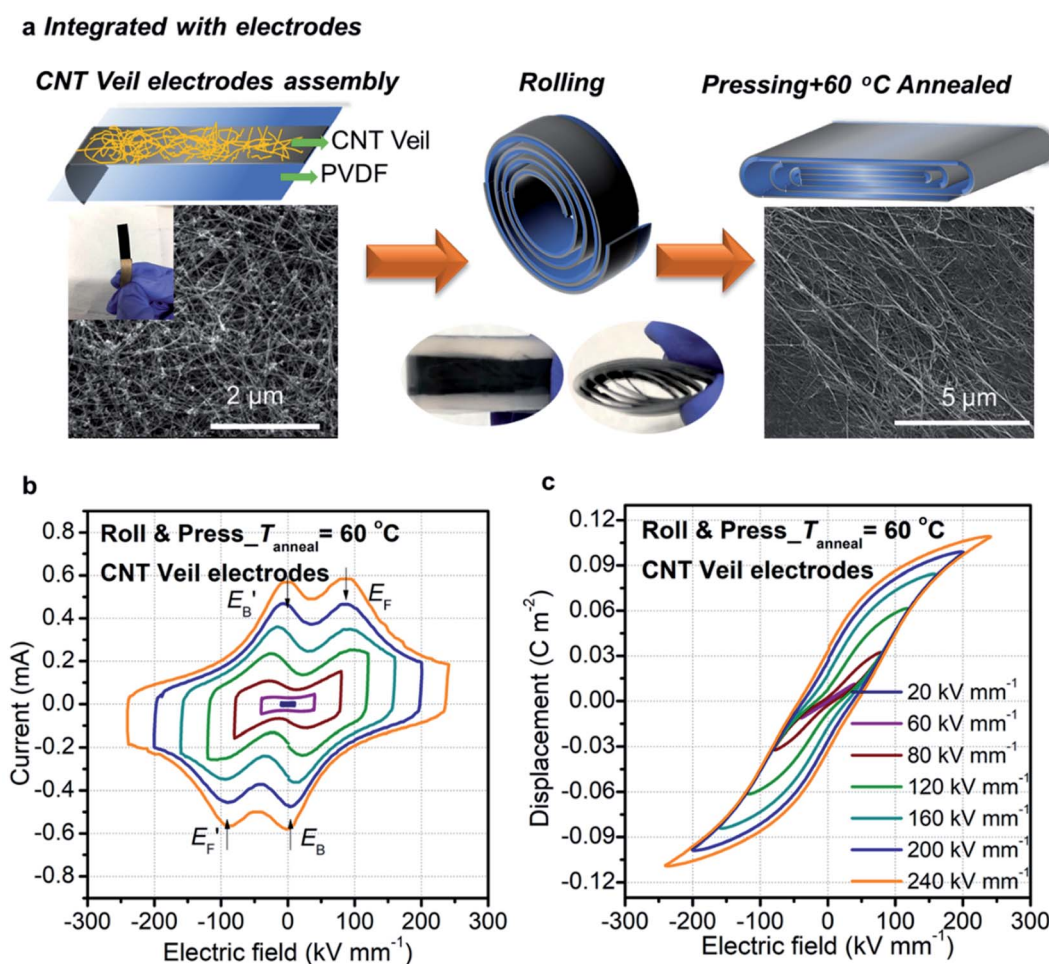 a Integrated with electrodes
CNT Veil electrodes assembly
Rolling
Pressing+60 °C Annealed
CNT Veil
PVDF
2 µm
5 µm
b
Roll & Press_T_anneal = 60 °C
CNT Veil electrodes
E_B'
E_F
E_F'
E_B
Current (mA)
0.8
0.6
0.4
0.2
0.0
-0.2
-0.4
-0.6
-0.8
-300 -200 -100 0 100 200 300
Electric field (kV mm⁻¹)
c
Roll & Press_T_anneal = 60 °C
CNT Veil electrodes
Displacement (C m⁻²)
0.12
0.09
0.06
0.03
0.00
-0.03
-0.06
-0.09
-0.12
20 kV mm⁻¹
60 kV mm⁻¹
80 kV mm⁻¹
120 kV mm⁻¹
160 kV mm⁻¹
200 kV mm⁻¹
240 kV mm⁻¹
-300 -200 -100 0 100 200 300
Electric field (kV mm⁻¹)